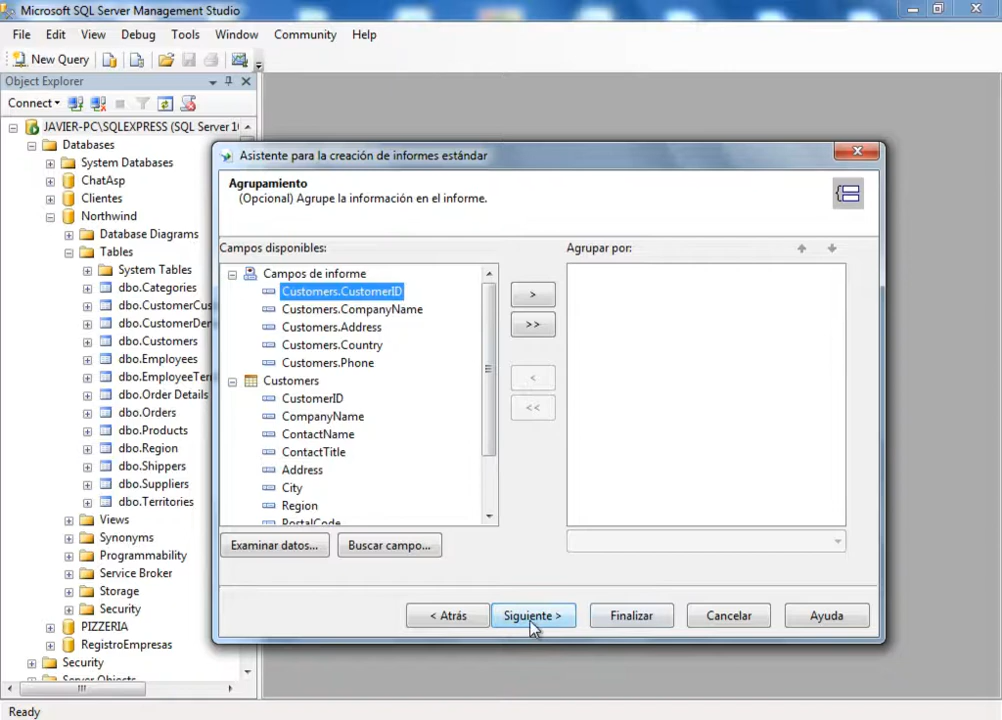 Microsoft SQL Server Management Studio
File Edit View Debug Tools Window Community Help
New Query
Object Explorer
Connect
JAVIER-PC\SQLEXPRESS (SQL Server 10
Databases
System Databases
ChatAsp
Clientes
Northwind
Database Diagrams
Tables
System Tables
dbo.Categories
dbo.CustomerCus
dbo.CustomerDer
dbo.Customers
dbo.Employees
dbo.EmployeeTerr
dbo.Order Details
dbo.Orders
dbo.Products
dbo.Region
dbo.Shippers
dbo.Suppliers
dbo.Territories
Views
Synonyms
Programmability
Service Broker
Storage
Security
PIZZERIA
RegistroEmpresas
Security
Server Objects
Ready
Asistente para la creación de informes estándar
Agrupamiento
(Opcional) Agrupe la información en el informe.
Campos disponibles:
Campos de informe
Customers.CustomerID
Customers.CompanyName
Customers.Address
Customers.Country
Customers.Phone
Customers
CustomerID
CompanyName
ContactName
ContactTitle
Address
City
Region
PostalCode
>
>>
<
<<
Agrupar por:
Examinar datos...
Buscar campo...
< Atrás
Siguiente >
Finalizar
Cancelar
Ayuda